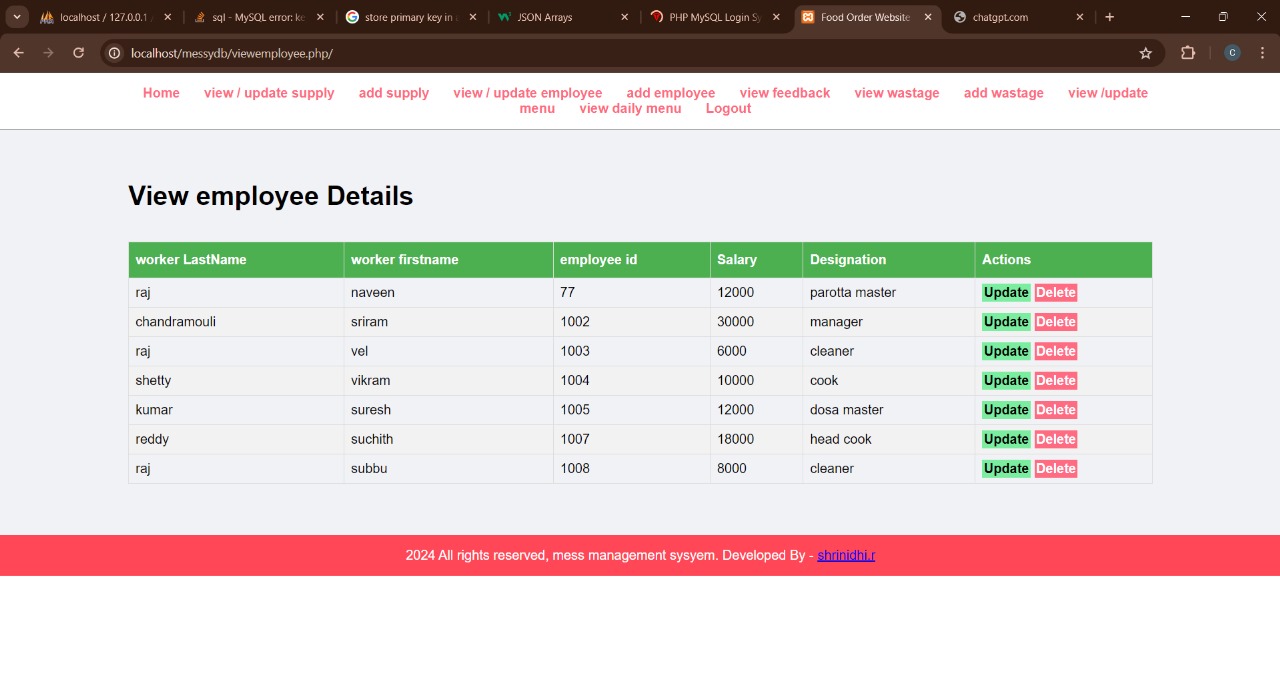 localhost / 127.0.0.1 / sql - MySQL error: ke store primary key in JSON Arrays PHP MySQL Login Sy Food Order Website chatgpt.com
localhost/messydb/viewemployee.php/ C
Home view / update supply add supply view / update employee add employee view feedback view wastage add wastage view /update
menu view daily menu Logout
View employee Details
worker LastName worker firstname employee id Salary Designation Actions
raj naveen 77 12000 parotta master Update Delete
chandramouli sriram 1002 30000 manager Update Delete
raj vel 1003 6000 cleaner Update Delete
shetty vikram 1004 10000 cook Update Delete
kumar suresh 1005 12000 dosa master Update Delete
reddy suchith 1007 18000 head cook Update Delete
raj subbu 1008 8000 cleaner Update Delete
2024 All rights reserved, mess management sysyem. Developed By - shrinidhi.r